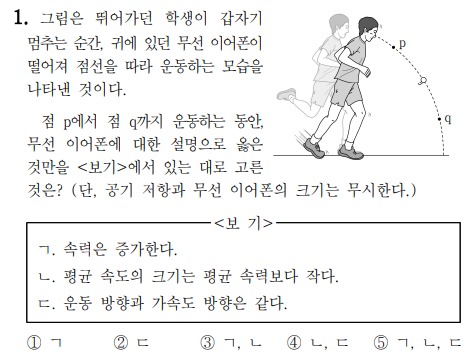 1. 그림은 뛰어가던 학생이 갑자기
멈추는 순간, 귀에 있던 무선 이어폰이
떨어져 점선을 따라 운동하는 모습을
나타낸 것이다.
p
q
점 p에서 점 q까지 운동하는 동안,
무선 이어폰에 대한 설명으로 옳은
것만을 <보기>에서 있는 대로 고른
것은? (단, 공기 저항과 무선 이어폰의 크기는 무시한다.)
<보 기>
ㄱ. 속력은 증가한다.
ㄴ. 평균 속도의 크기는 평균 속력보다 작다.
ㄷ. 운동 방향과 가속도 방향은 같다.
① ㄱ ② ㄷ ③ ㄱ, ㄴ ④ ㄴ, ㄷ ⑤ ㄱ, ㄴ, ㄷ